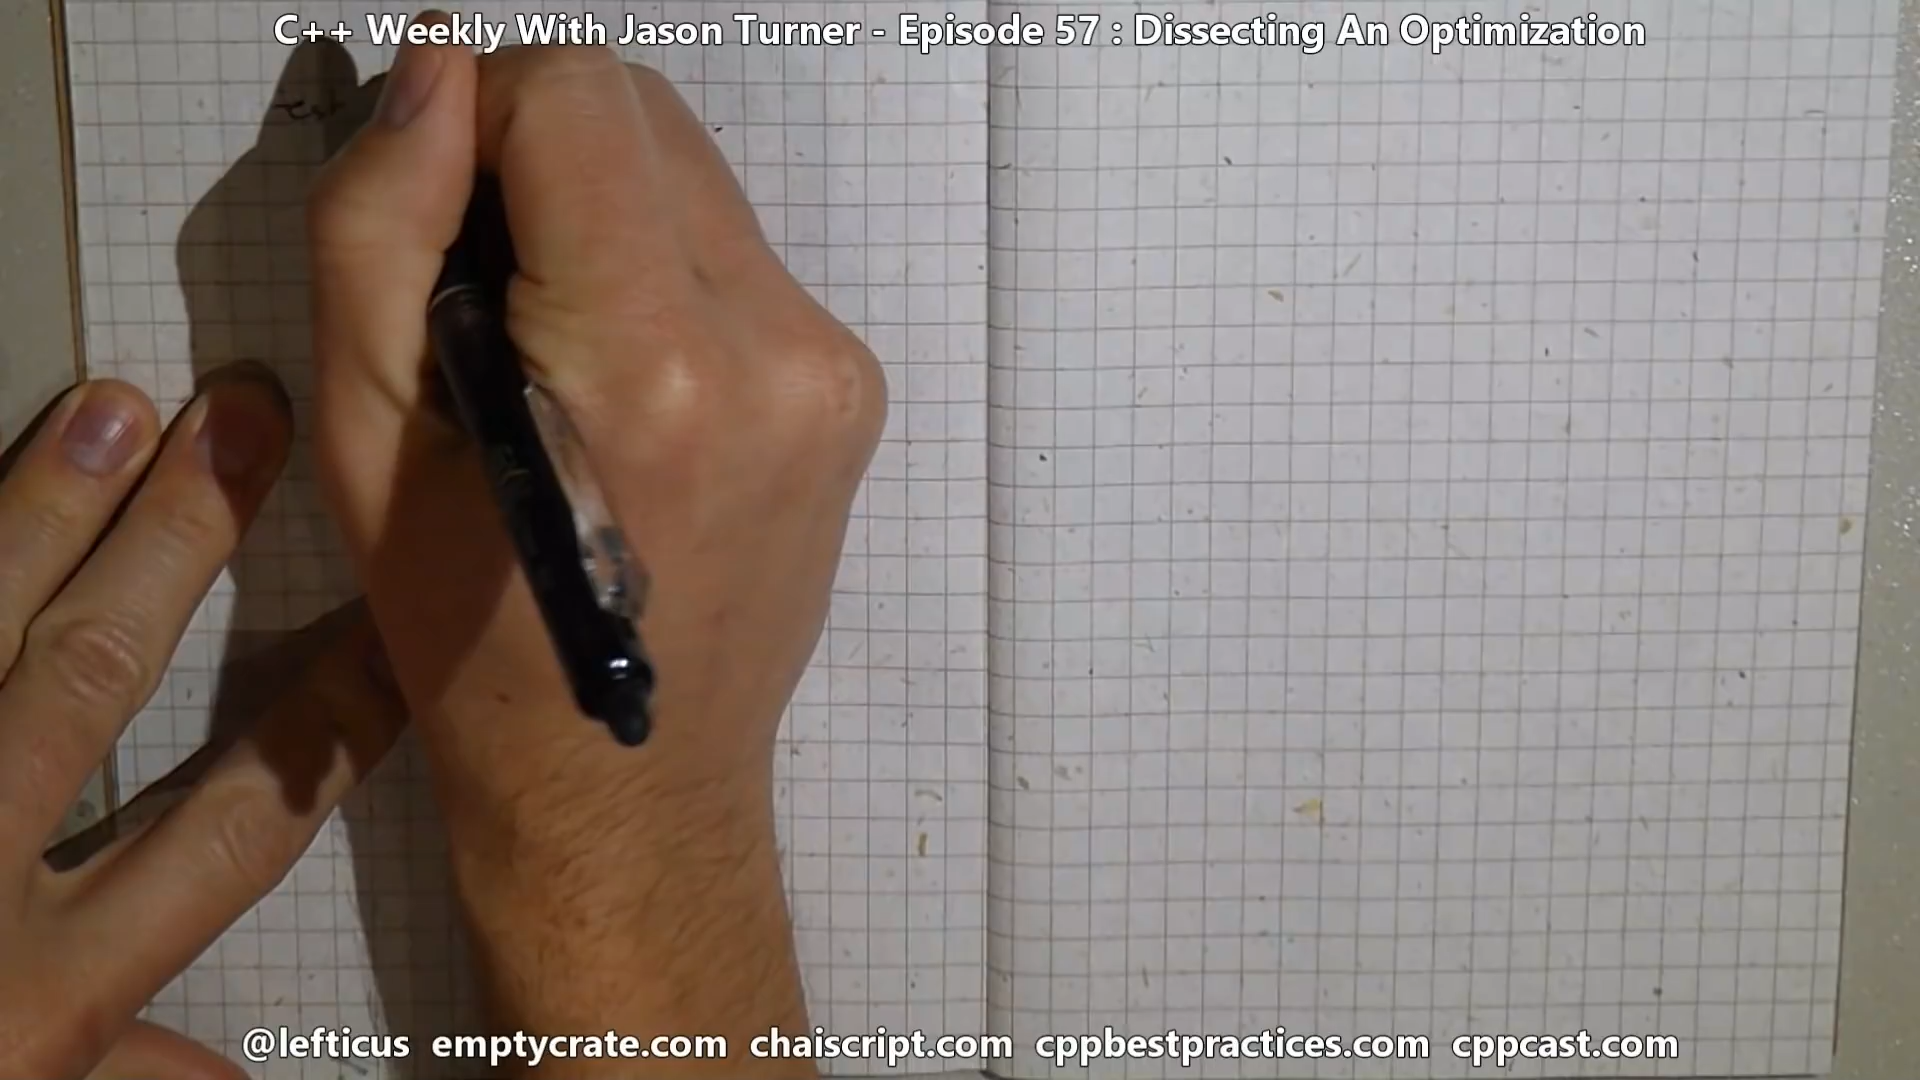 C++ Weekly With Jason Turner - Episode 57 : Dissecting An Optimization
@lefticus emptycrate.com chaiscript.com cppbestpractices.com cppcast.com